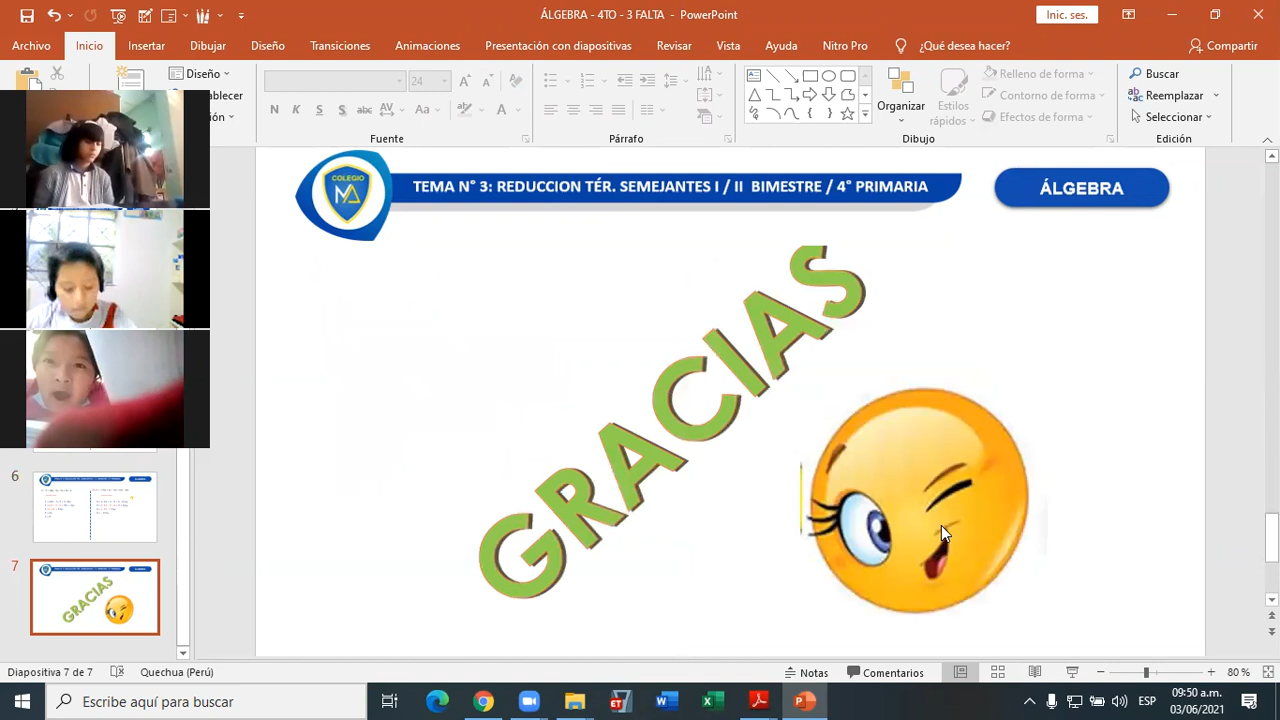 ÁLGEBRA - 4TO - 3 FALTA - PowerPoint
Inic. ses.
Archivo Inicio Insertar Dibujar Diseño Transiciones Animaciones Presentación con diapositivas Revisar Vista Ayuda Nitro Pro ¿Qué desea hacer? Compartir
Diseño
24
Organizar
Estilos rápidos
Relleno de forma
Contorno de forma
Efectos de forma
Buscar
Reemplazar
Seleccionar
Fuente Párrafo Dibujo Edición
COLEGIO
TEMA N° 3: REDUCCION TÉR. SEMEJANTES I / II BIMESTRE / 4° PRIMARIA
ÁLGEBRA
GRACIAS
6
7
GRACIAS
Diapositiva 7 de 7 Quechua (Perú) Notas Comentarios 80 %
Escribe aquí para buscar
ESP
09:50 a.m.
03/06/2021